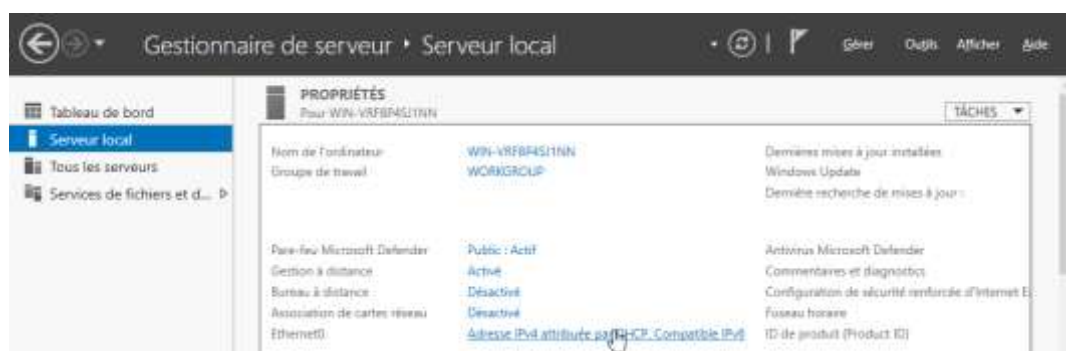 Gestionnaire de serveur ‣ Serveur local
Gérer Outils Afficher Aide
Tableau de bord
Serveur local
Tous les serveurs
Services de fichiers et d...
PROPRIÉTÉS
Pour WIN-VRF8P4SJ1NN
TÂCHES
Nom de l'ordinateur WIN-VRF8P4SJ1NN
Groupe de travail WORKGROUP
Dernières mises à jour installées
Windows Update
Dernière recherche de mises à jour :
Pare-feu Microsoft Defender Public : Actif
Gestion à distance Activé
Bureau à distance Désactivé
Association de cartes réseau Désactivé
Ethernet0 Adresse IPv4 attribuée par DHCP, Compatible IPv6
Antivirus Microsoft Defender
Commentaires et diagnostics
Configuration de sécurité renforcée d'Internet E
Fuseau horaire
ID de produit (Product ID)